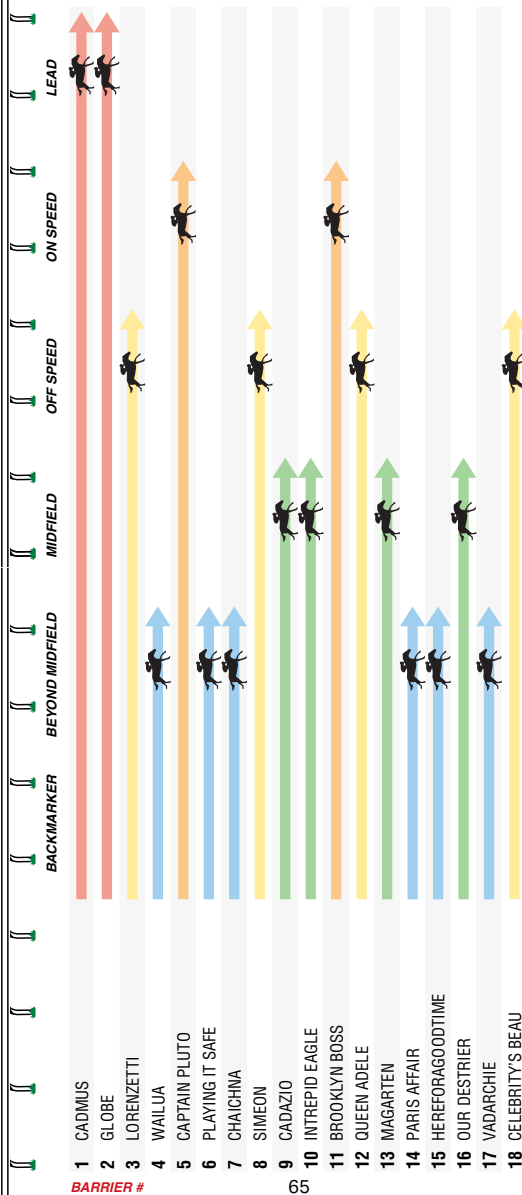 LEAD
ON SPEED
OFF SPEED
MIDFIELD
BEYOND MIDFIELD
BACKMARKER
1 CADMUS
2 GLOBE
3 LORENZETTI
4 WAILUA
5 CAPTAIN PLUTO
6 PLAYING IT SAFE
7 CHAICHNA
8 SIMEON
9 CADAZIO
10 INTREPID EAGLE
11 BROOKLYN BOSS
12 QUEEN ADELE
13 MAGARTEN
14 PARIS AFFAIR
15 HEREFORAGOODTIME
16 OUR DESTRIER
17 VADARCHIE
18 CELEBRITY'S BEAU
BARRIER #
65